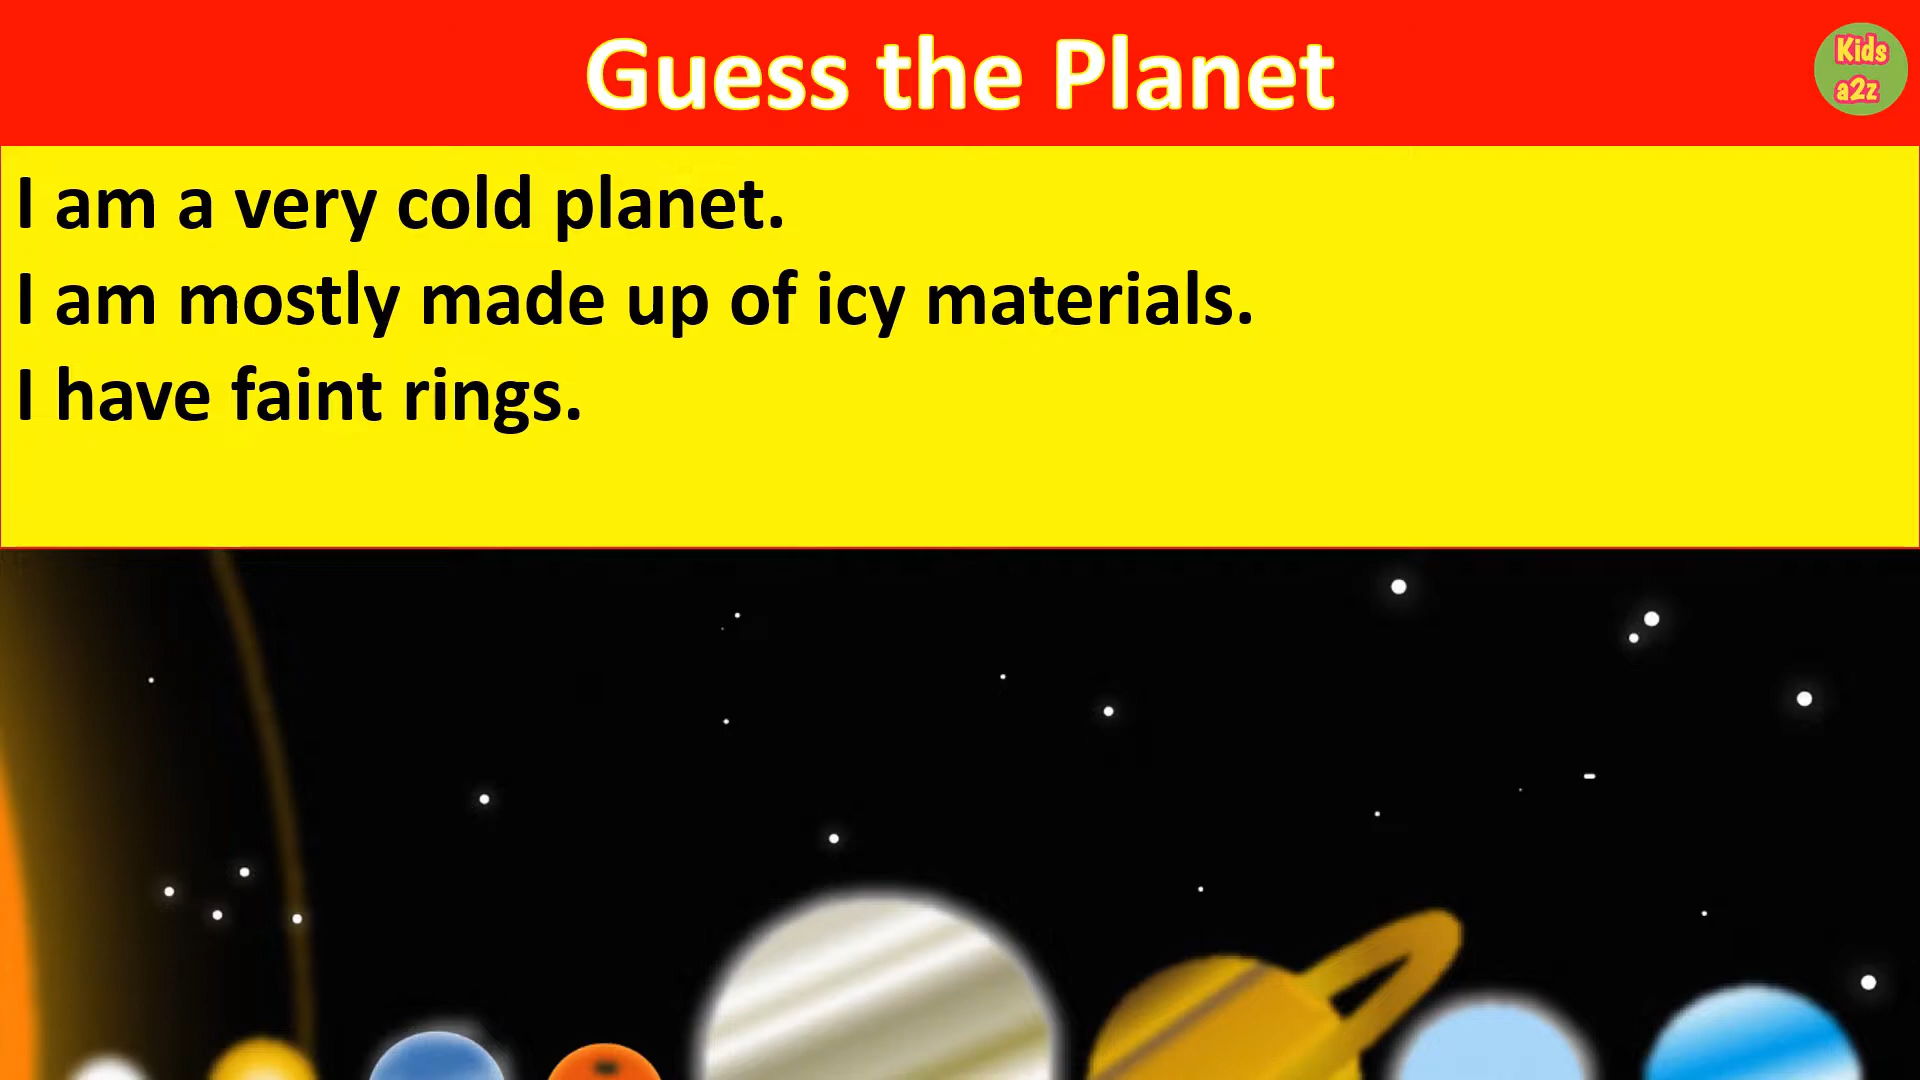 Guess the Planet
Kids
a2z
I am a very cold planet.
I am mostly made up of icy materials.
I have faint rings.